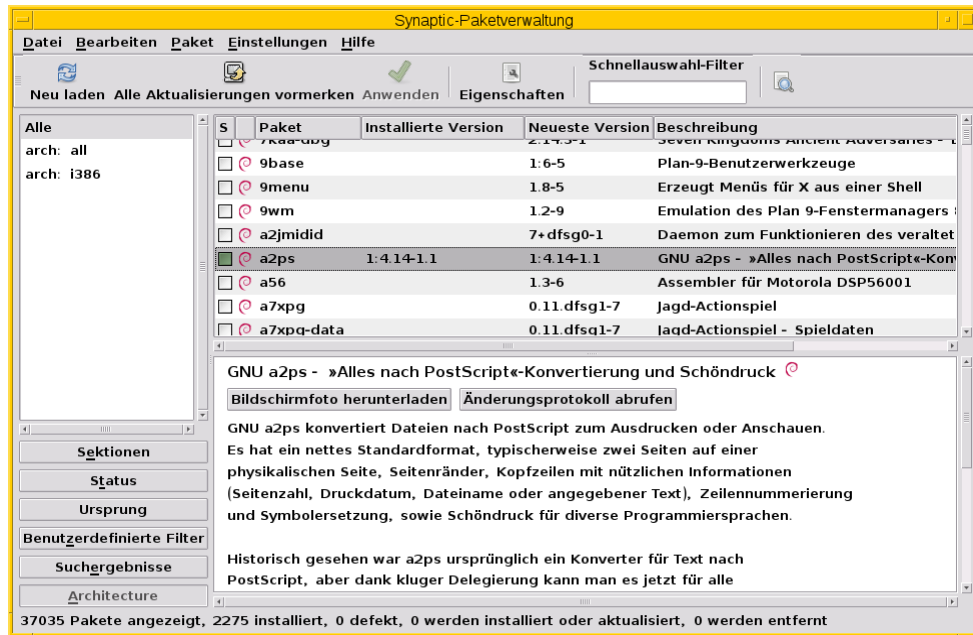 Synaptic-Paketverwaltung
Datei Bearbeiten Paket Einstellungen Hilfe
Schnellauswahl-Filter
Neu laden Alle Aktualisierungen vormerken Anwenden Eigenschaften
Alle
arch: all
arch: i386
S Paket Installierte Version Neueste Version Beschreibung
7kaa-dbg 2.14.3-1 Seven Kingdoms Ancient Adversaries -
9base 1:6-5 Plan-9-Benutzerwerkzeuge
9menu 1.8-5 Erzeugt Menüs für X aus einer Shell
9wm 1.2-9 Emulation des Plan 9-Fenstermanagers
a2jmidid 7+dfsg0-1 Daemon zum Funktionieren des veraltet
a2ps 1:4.14-1.1 1:4.14-1.1 GNU a2ps - »Alles nach PostScript«-Kon
a56 1.3-6 Assembler für Motorola DSP56001
a7xpg 0.11.dfsg1-7 Jagd-Actionspiel
a7xpg-data 0.11.dfsg1-7 Jagd-Actionspiel - Spieldaten
Sektionen
Status
Ursprung
Benutzerdefinierte Filter
Suchergebnisse
Architecture
GNU a2ps - »Alles nach PostScript«-Konvertierung und Schöndruck
Bildschirmfoto herunterladen Änderungsprotokoll abrufen
GNU a2ps konvertiert Dateien nach PostScript zum Ausdrucken oder Anschauen.
Es hat ein nettes Standardformat, typischerweise zwei Seiten auf einer
physikalischen Seite, Seitenränder, Kopfzeilen mit nützlichen Informationen
(Seitenzahl, Druckdatum, Dateiname oder angegebener Text), Zeilennummerierung
und Symbolersetzung, sowie Schöndruck für diverse Programmiersprachen.
Historisch gesehen war a2ps ursprünglich ein Konverter für Text nach
PostScript, aber dank kluger Delegierung kann man es jetzt für alle
37035 Pakete angezeigt, 2275 installiert, 0 defekt, 0 werden installiert oder aktualisiert, 0 werden entfernt